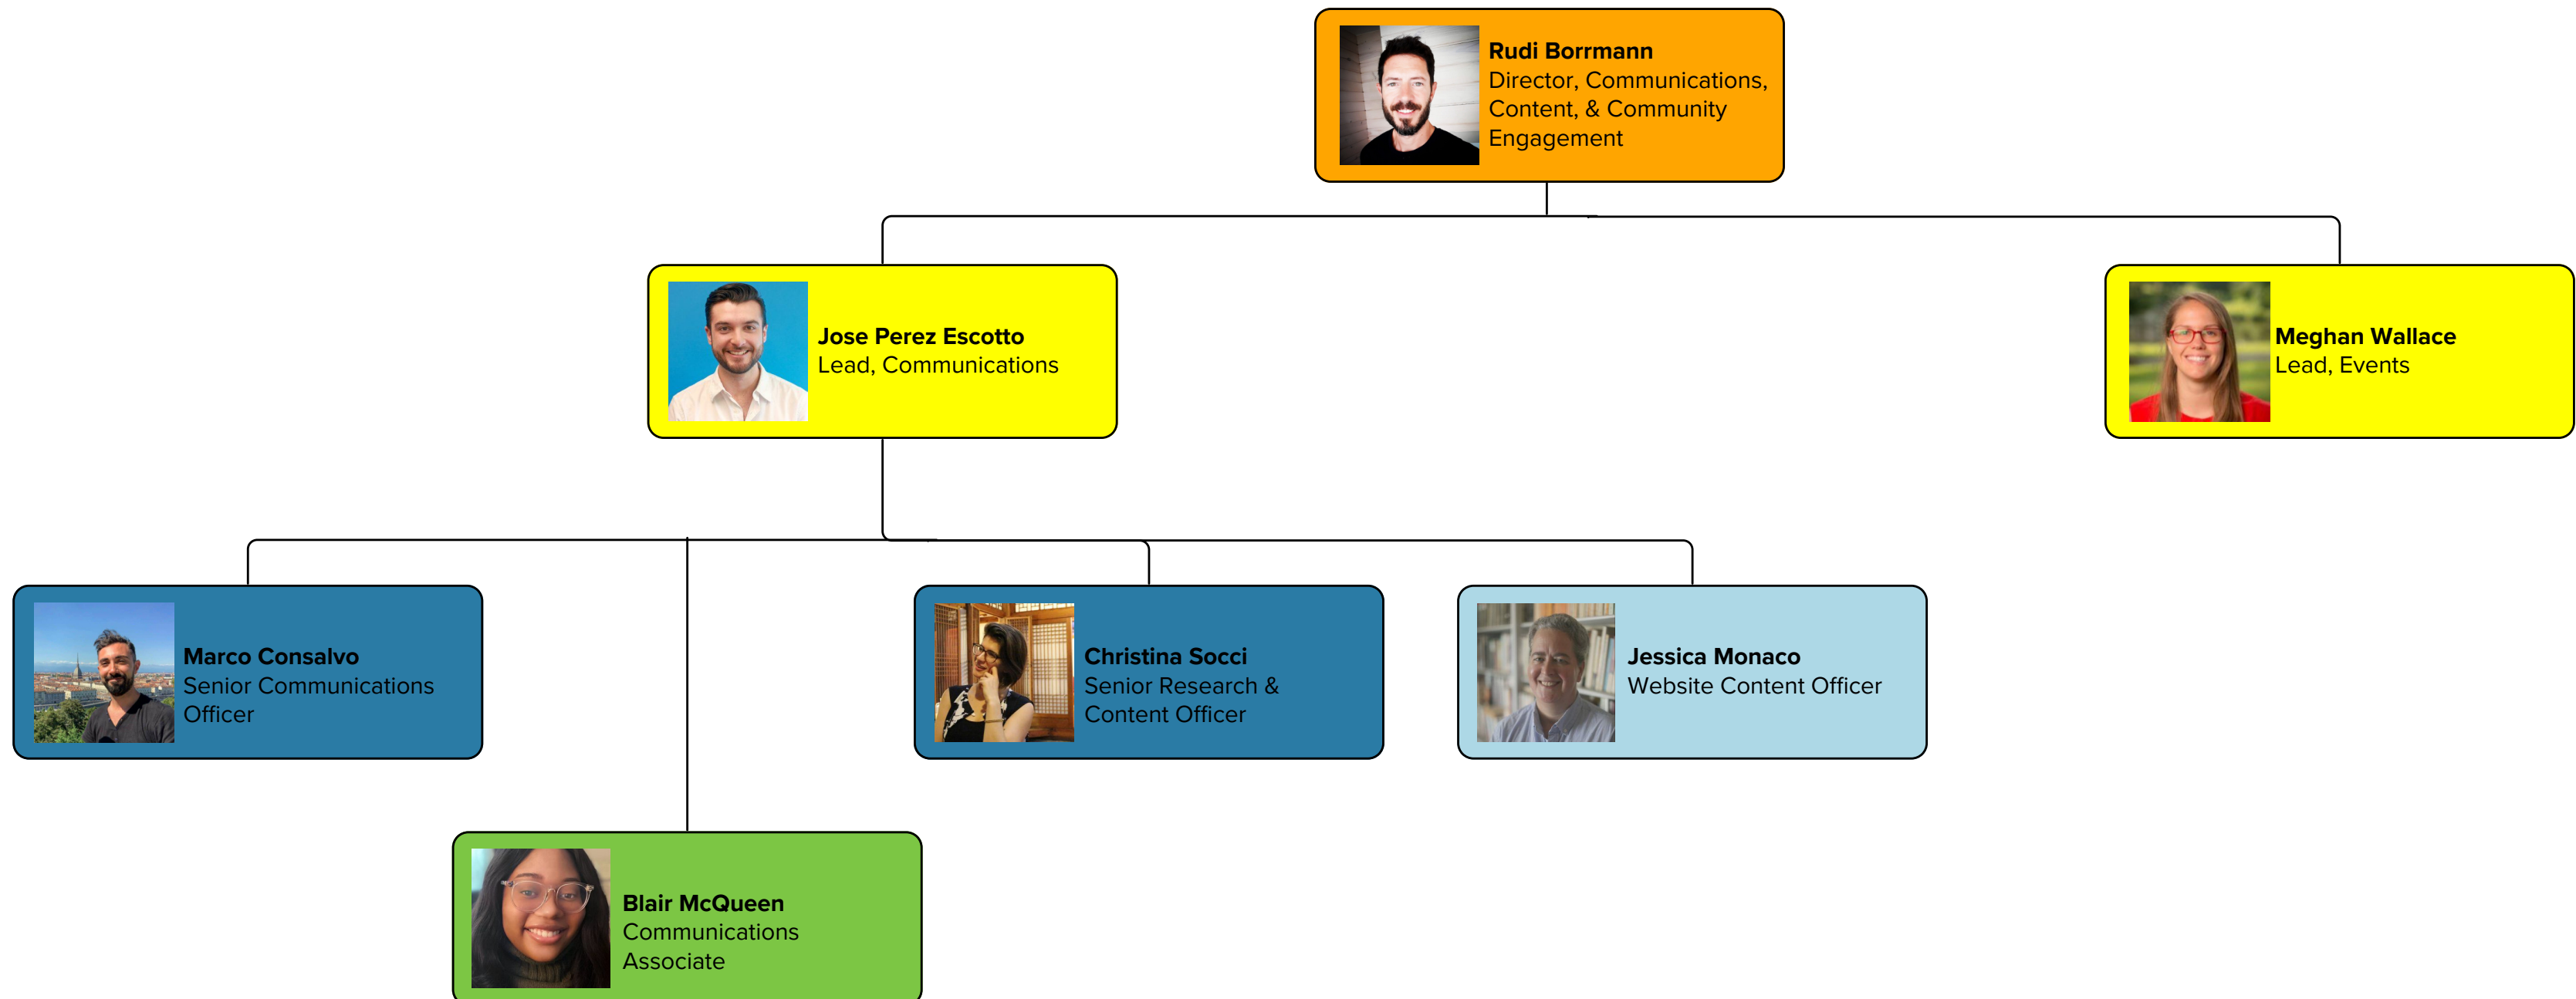 Rudi Borrmann
Director, Communications,
Content, & Community
Engagement
Jose Perez Escotto
Lead, Communications
Meghan Wallace
Lead, Events
Marco Consalvo
Senior Communications
Officer
Christina Socci
Senior Research &
Content Officer
Jessica Monaco
Website Content Officer
Blair McQueen
Communications
Associate